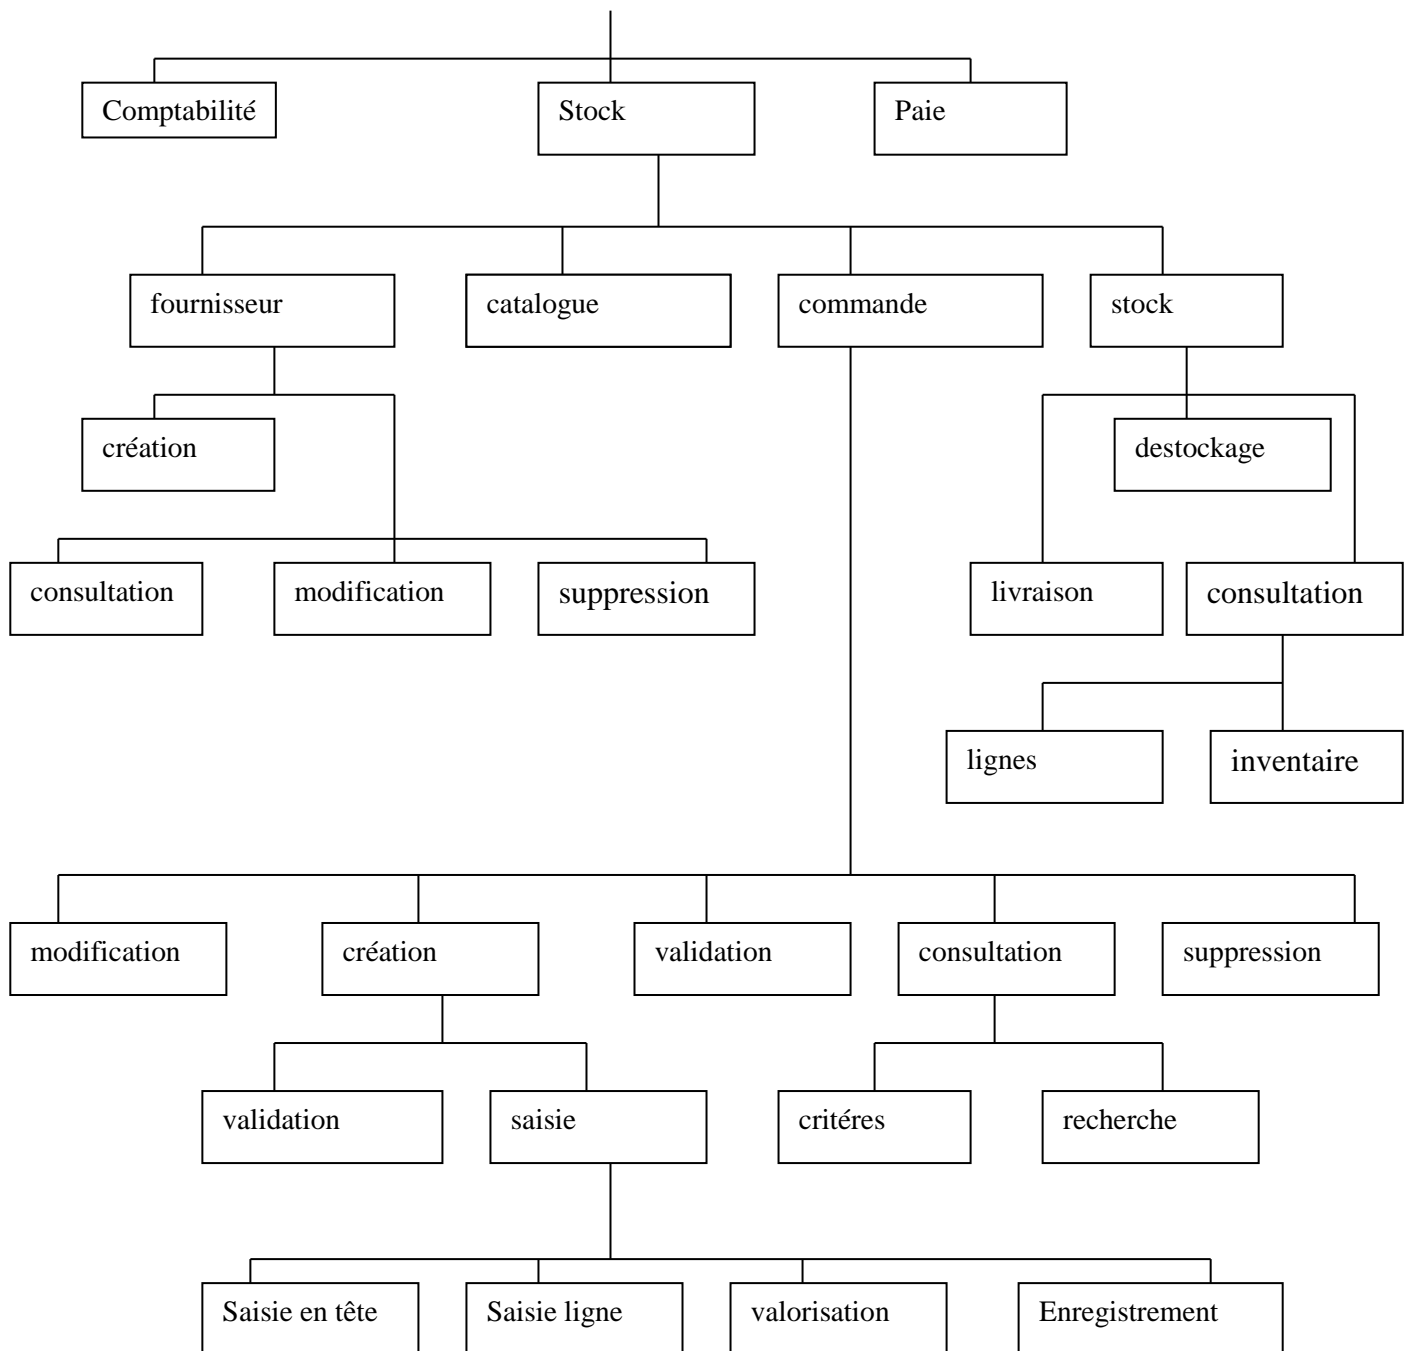 Comptabilité
Stock
Paie
fournisseur
catalogue
commande
stock
création
destockage
consultation
modification
suppression
livraison
consultation
lignes
inventaire
modification
création
validation
consultation
suppression
validation
saisie
critéres
recherche
Saisie en tête
Saisie ligne
valorisation
Enregistrement